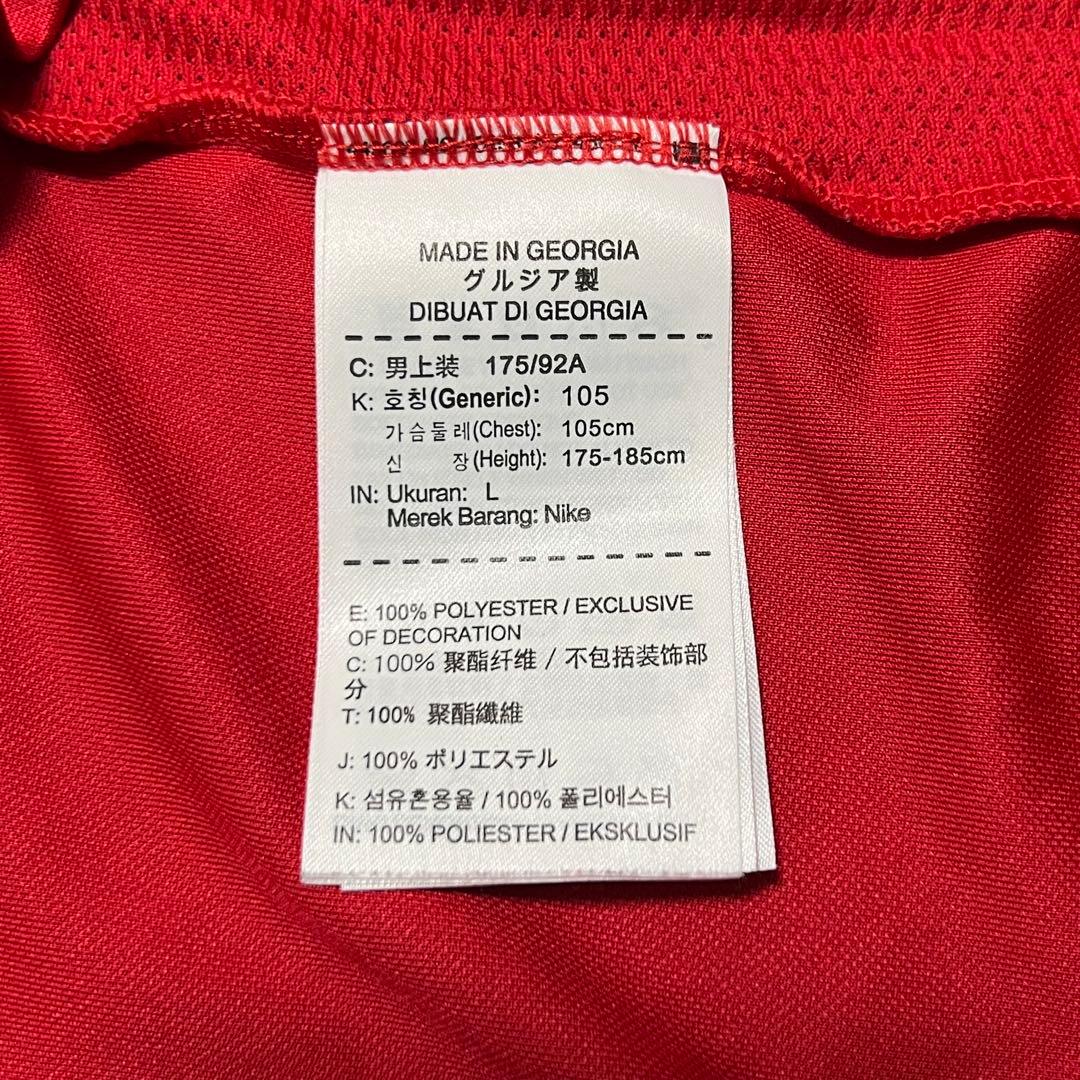 MADE IN GEORGIA
グルジア製
DIBUAT DI GEORGIA
C: 男上装 175/92A
K: 호칭(Generic): 105
가슴둘레(Chest): 105cm
신 장(Height): 175-185cm
IN: Ukuran: L
Merek Barang: Nike
E: 100% POLYESTER / EXCLUSIVE
OF DECORATION
C: 100% 聚酯纤维 / 不包括装饰部
分
T: 100% 聚酯纖維
J: 100% ポリエステル
K: 섬유혼용율 / 100% 폴리에스터
IN: 100% POLIESTER / EKSKLUSIF